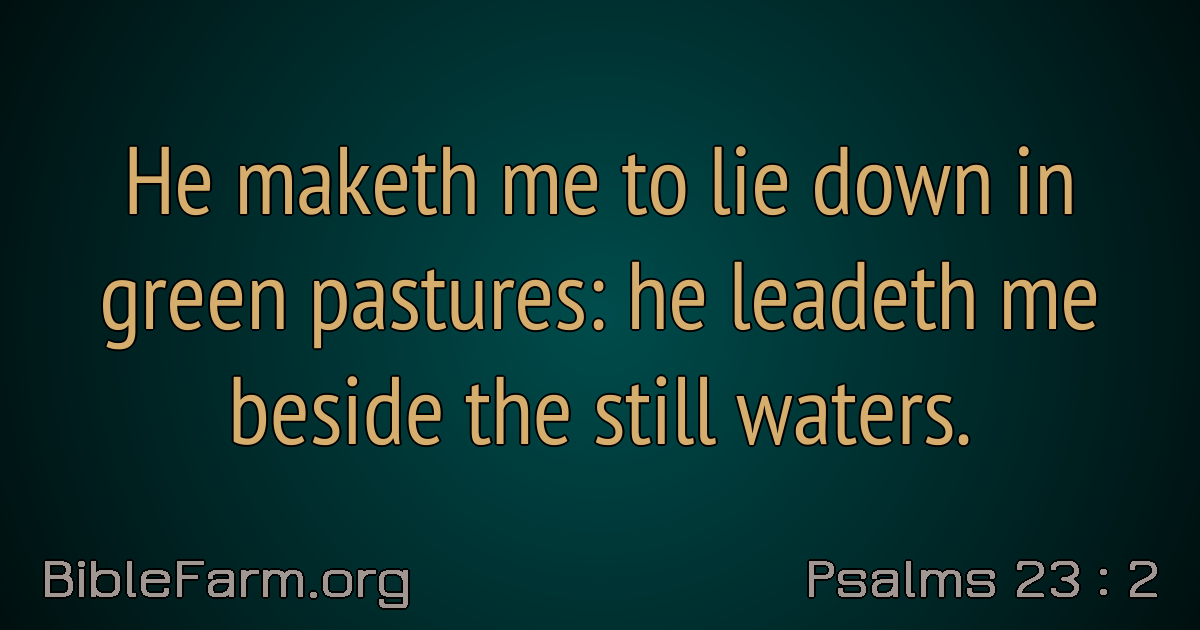 He maketh me to lie down in
green pastures: he leadeth me
beside the still waters.
BibleFarm.org
Psalms 23 : 2